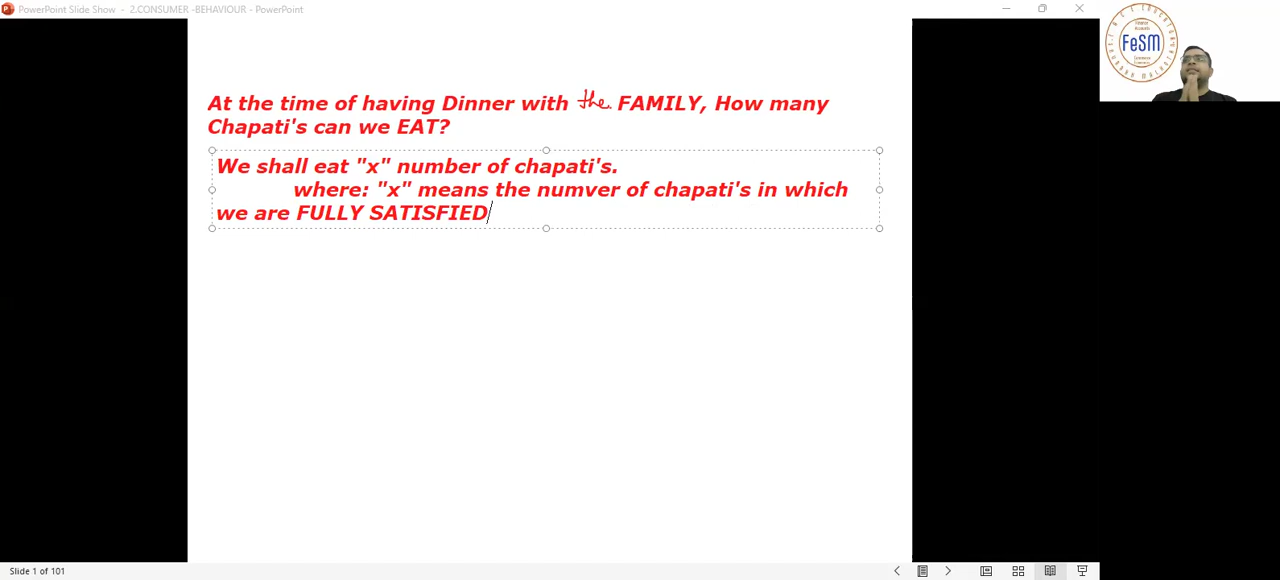 PowerPoint Slide Show - 2.CONSUMER -BEHAVIOUR - PowerPoint
FeSM
At the time of having Dinner with the. FAMILY, How many
Chapati's can we EAT?
We shall eat "x" number of chapati's.
where: "x" means the numver of chapati's in which
we are FULLY SATISFIED
Slide 1 of 101